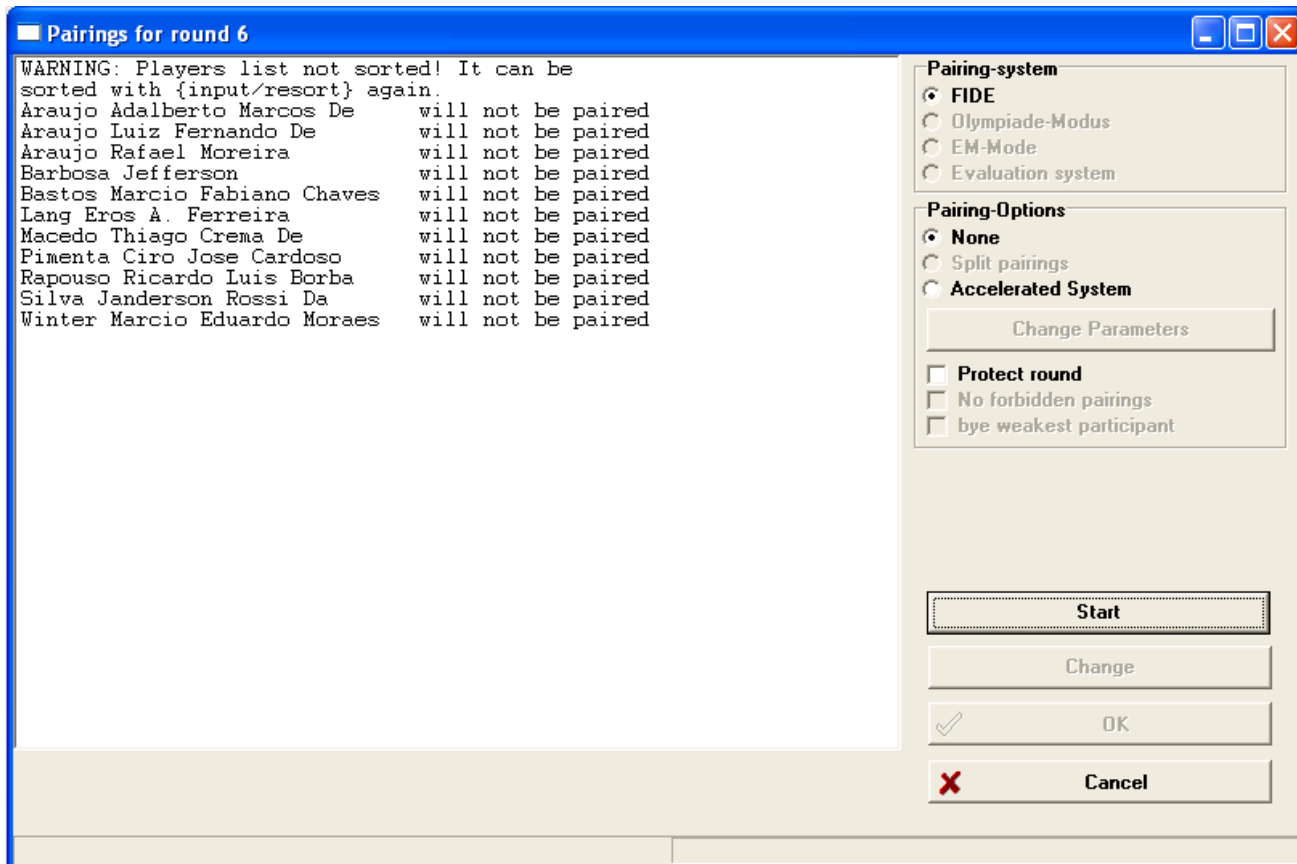 Pairings for round 6
WARNING: Players list not sorted! It can be
sorted with {input/resort} again.
Araujo Adalberto Marcos De will not be paired
Araujo Luiz Fernando De will not be paired
Araujo Rafael Moreira will not be paired
Barbosa Jefferson will not be paired
Bastos Marcio Fabiano Chaves will not be paired
Lang Eros A. Ferreira will not be paired
Macedo Thiago Crema De will not be paired
Pimenta Ciro Jose Cardoso will not be paired
Rapouso Ricardo Luis Borba will not be paired
Silva Janderson Rossi Da will not be paired
Winter Marcio Eduardo Moraes will not be paired
Pairing-system
FIDE
Olympiade-Modus
EM-Mode
Evaluation system
Pairing-Options
None
Split pairings
Accelerated System
Change Parameters
Protect round
No forbidden pairings
bye weakest participant
Start
Change
OK
Cancel